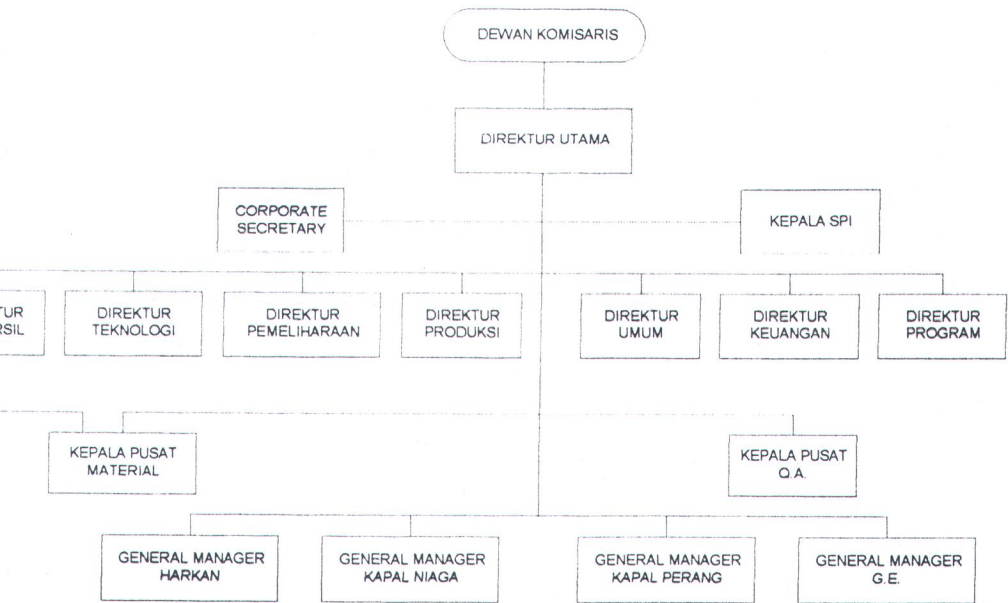 DEWAN KOMISARIS
DIREKTUR UTAMA
CORPORATE
SECRETARY
KEPALA SPI
DIREKTUR
TEKNOLOGI
DIREKTUR
PEMELIHARAAN
DIREKTUR
PRODUKSI
DIREKTUR
UMUM
DIREKTUR
KEUANGAN
DIREKTUR
PROGRAM
KEPALA PUSAT
MATERIAL
KEPALA PUSAT
Q.A.
GENERAL MANAGER
HARKAN
GENERAL MANAGER
KAPAL NIAGA
GENERAL MANAGER
KAPAL PERANG
GENERAL MANAGER
G.E.